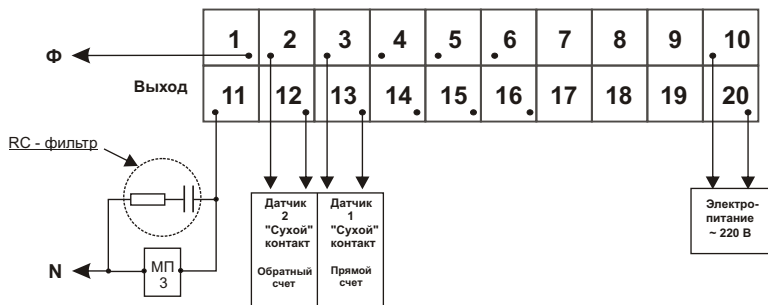 1 2 3 4 5 6 7 8 9 10
Ф
Выход
11 12 13 14 15 16 17 18 19 20
RC - фильтр
МП
3
N
Датчик
2
"Сухой"
контакт
Обратный
счет
Датчик
1
"Сухой"
контакт
Прямой
счет
Электро-
питание
~ 220 В